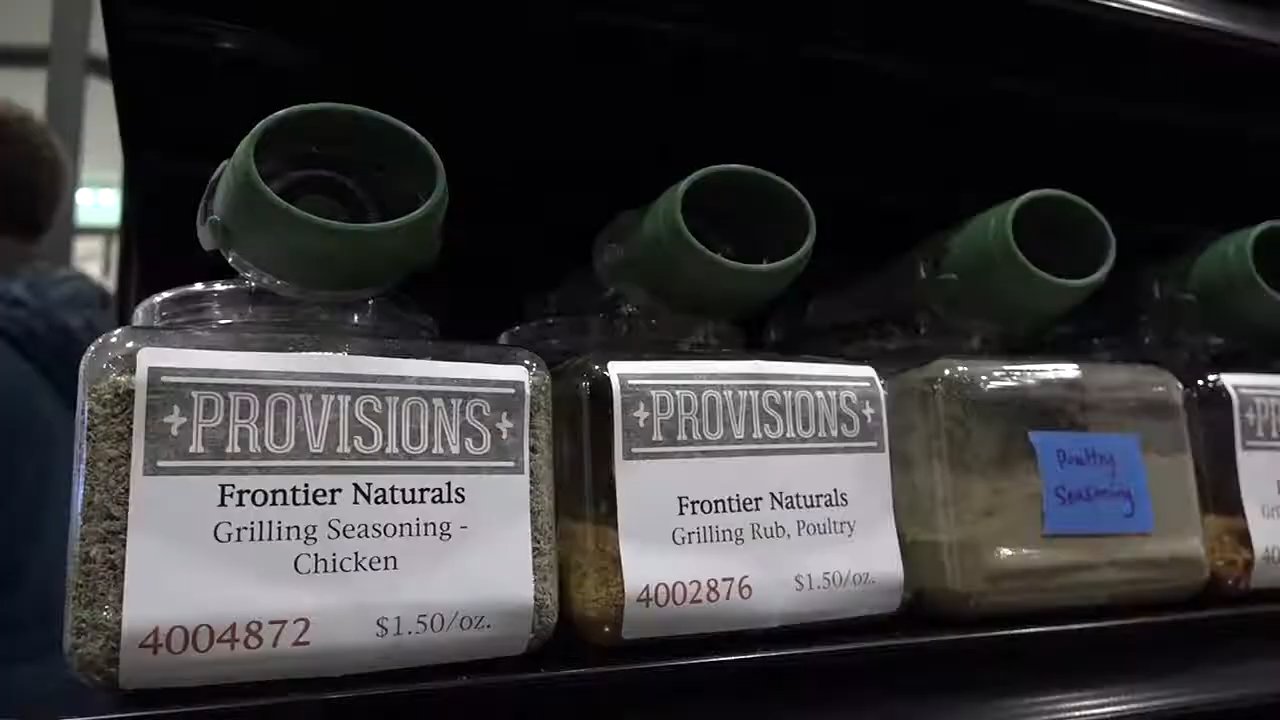 +PROVISIONS+
Frontier Naturals
Grilling Seasoning -
Chicken
4004872 $1.50/oz.
+PROVISIONS+
Frontier Naturals
Grilling Rub, Poultry
4002876 $1.50/oz.
Poultry
Seasoning